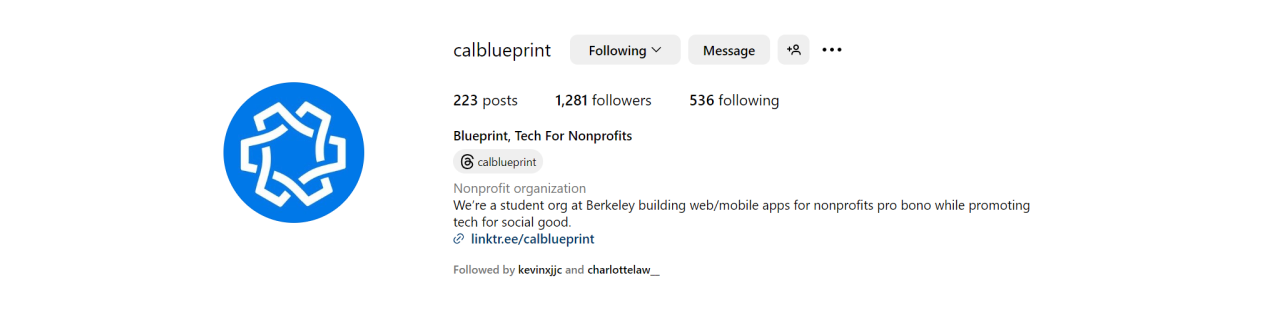 calblueprint Following Message
223 posts 1,281 followers 536 following
Blueprint, Tech For Nonprofits
calblueprint
Nonprofit organization
We’re a student org at Berkeley building web/mobile apps for nonprofits pro bono while promoting
tech for social good.
linktr.ee/calblueprint
Followed by kevinxjjc and charlottelaw__